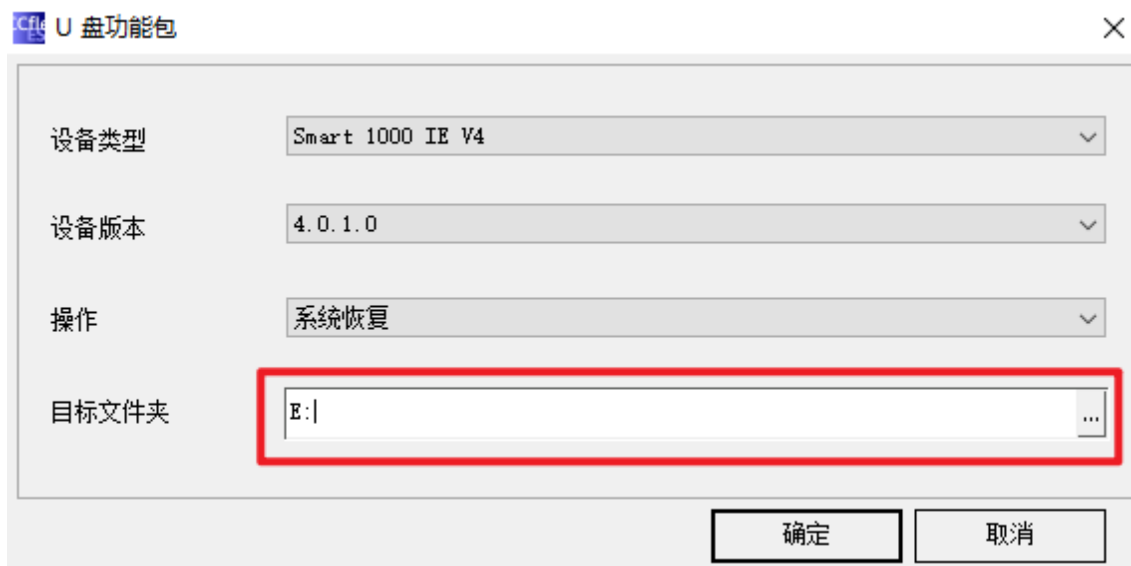 U 盘功能包
设备类型 Smart 1000 IE V4
设备版本 4.0.1.0
操作 系统恢复
目标文件夹 E: ...
确定 取消